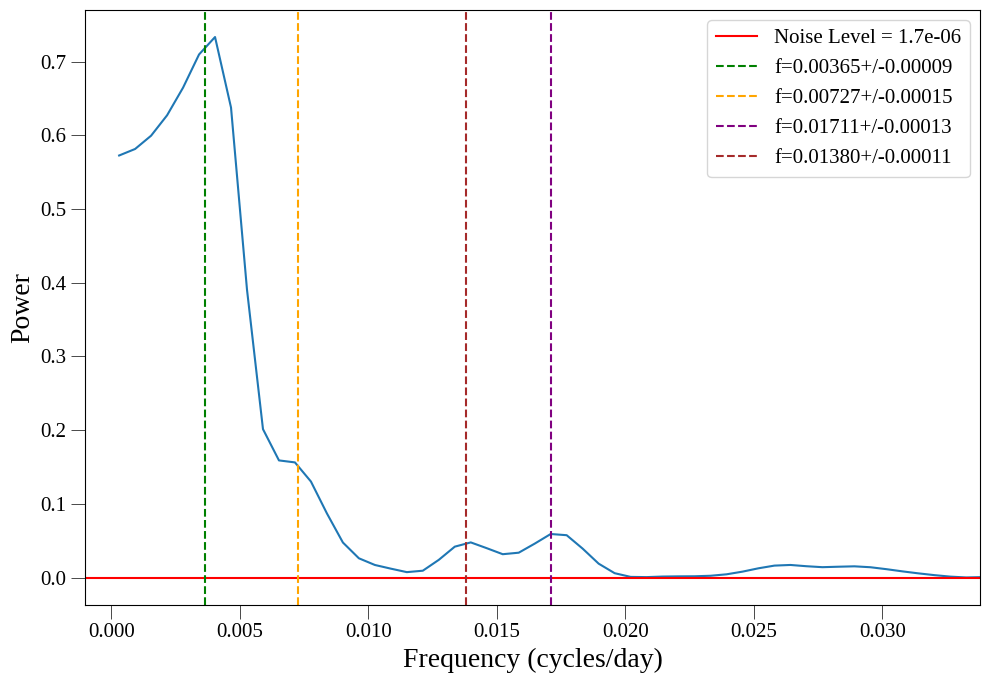 Noise Level = 1.7e-06
f=0.00365+/-0.00009
f=0.00727+/-0.00015
f=0.01711+/-0.00013
f=0.01380+/-0.00011
Power
0.7
0.6
0.5
0.4
0.3
0.2
0.1
0.0
0.000 0.005 0.010 0.015 0.020 0.025 0.030
Frequency (cycles/day)